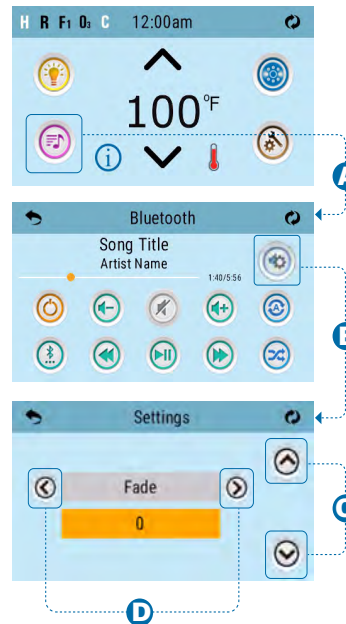 H R F1 O3 C 12:00am
100°F
i
A
Bluetooth
Song Title
Artist Name
1:40/5:56
A
B
Settings
Fade
0
C
D